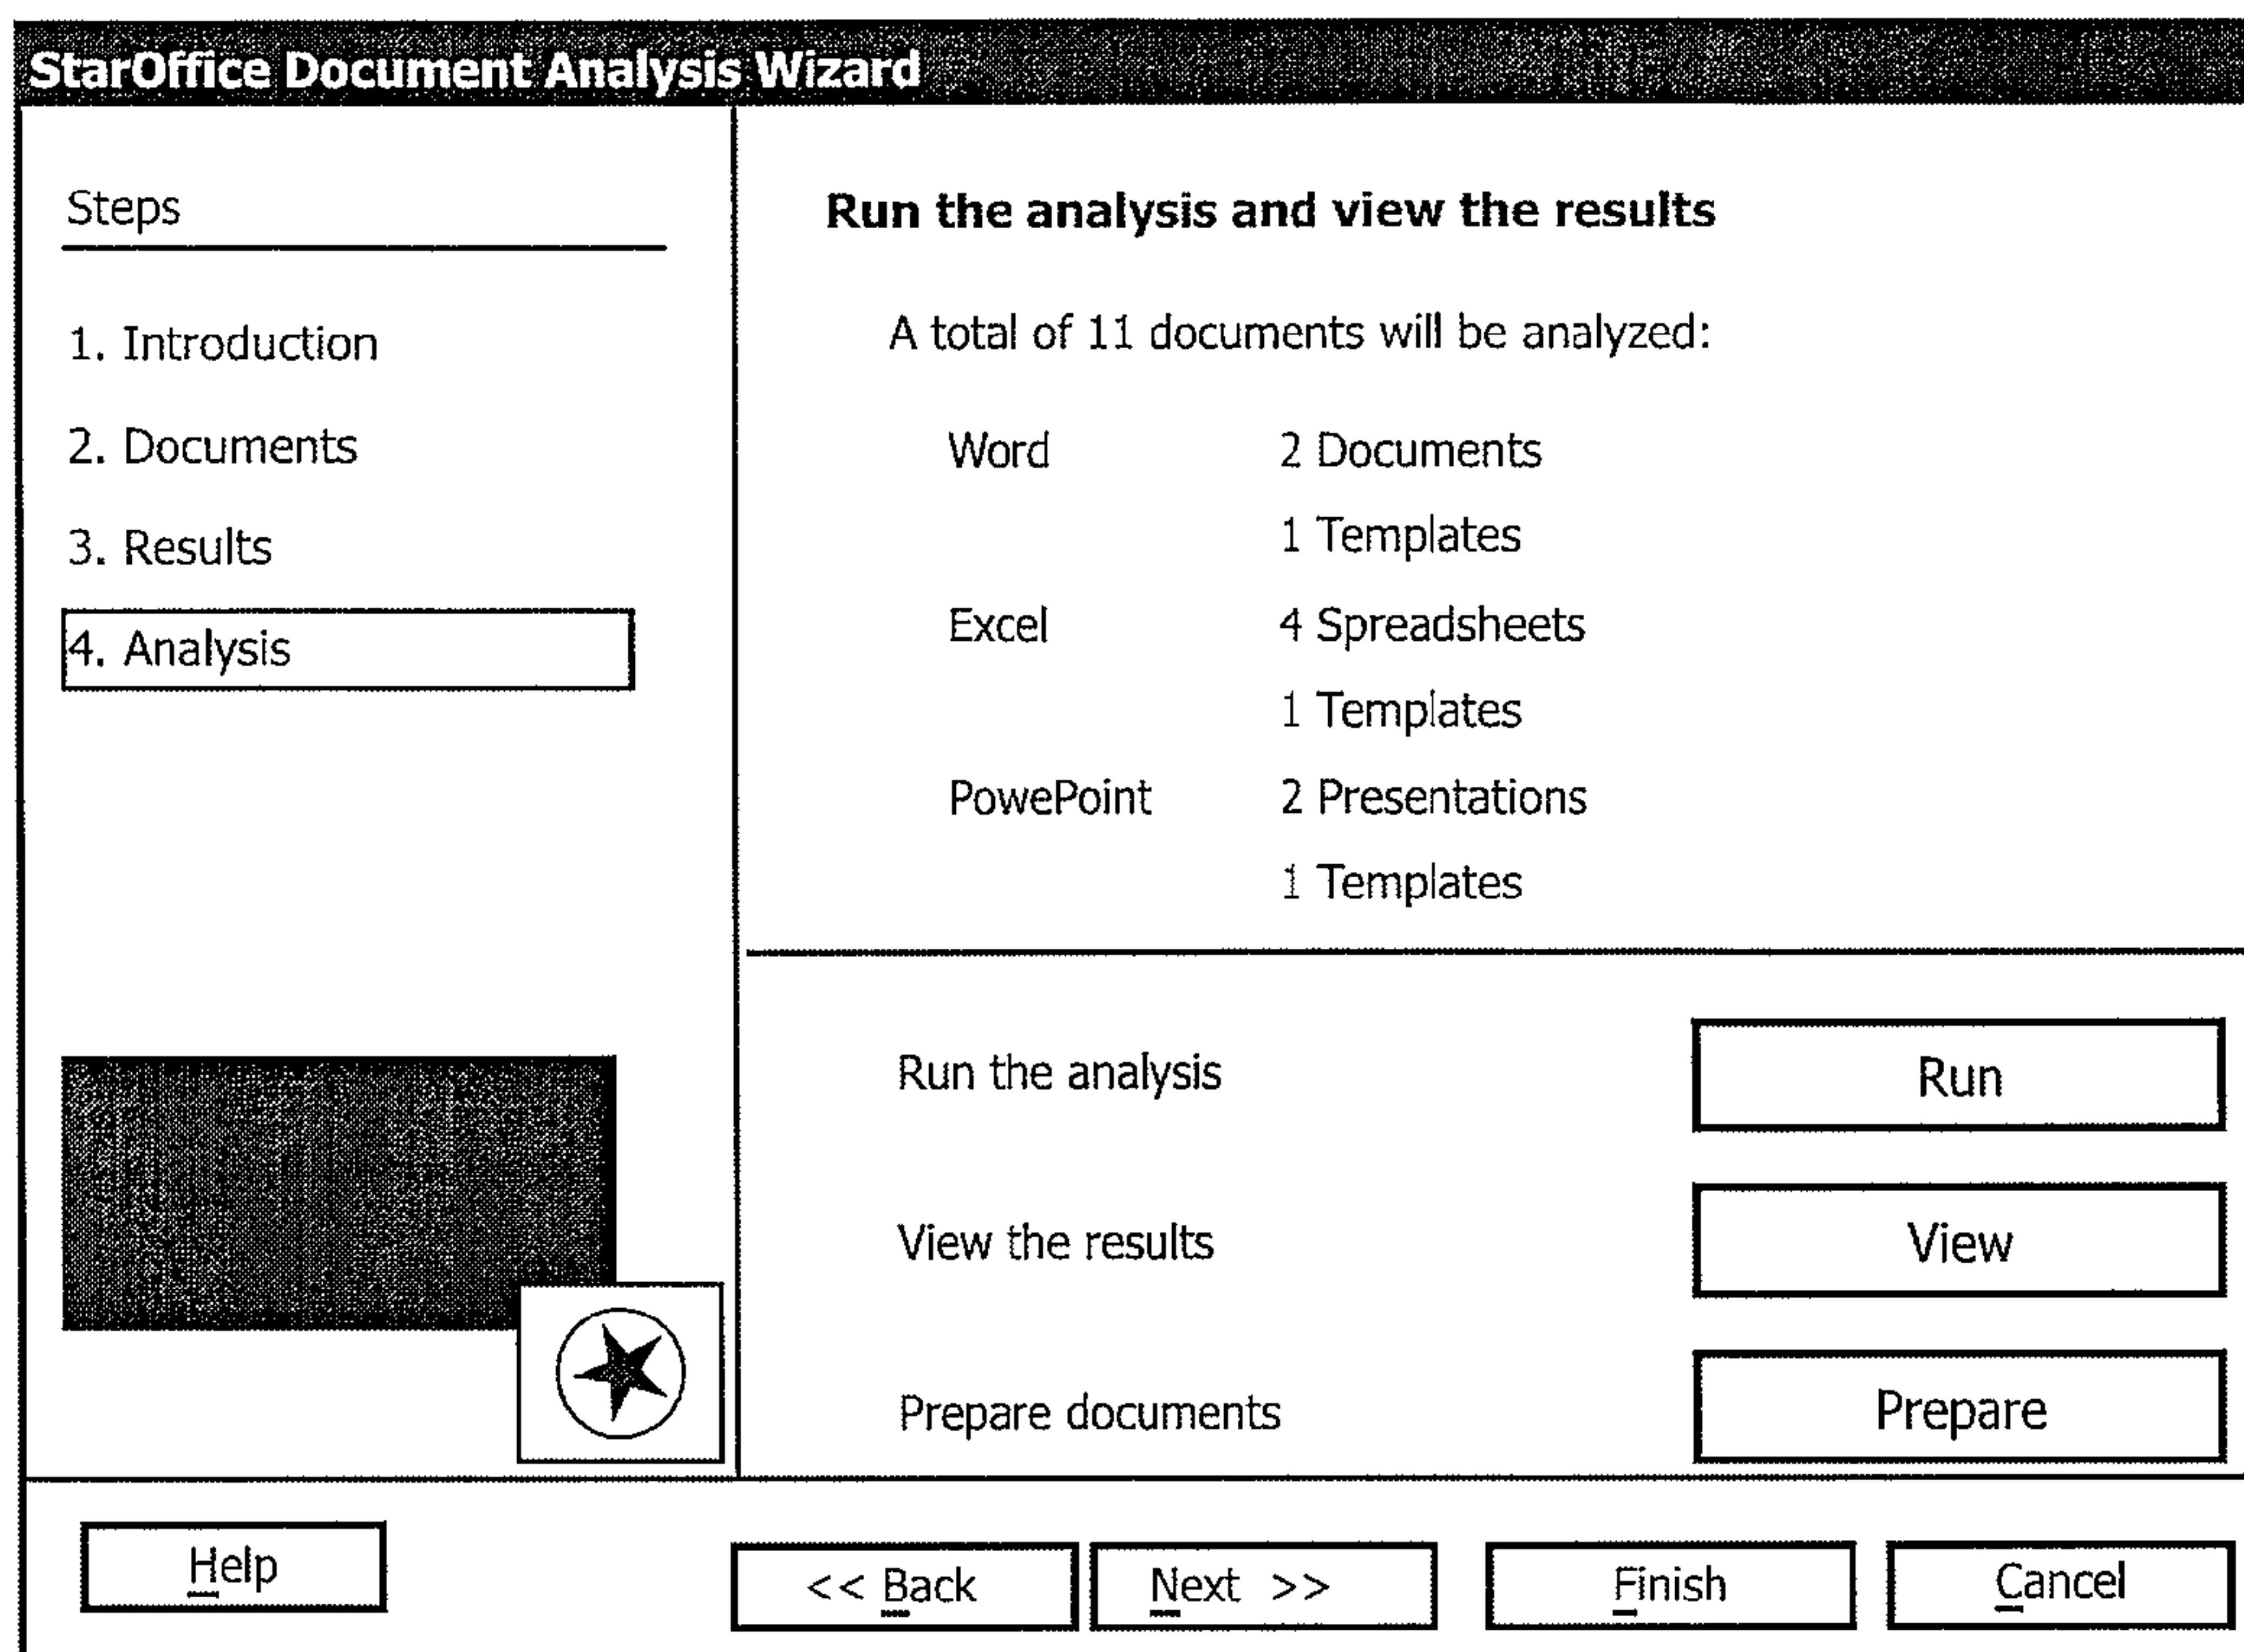 StarOffice Document Analysis Wizard
Steps
1. Introduction
2. Documents
3. Results
4. Analysis
Run the analysis and view the results
A total of 11 documents will be analyzed:
Word 2 Documents
1 Templates
Excel 4 Spreadsheets
1 Templates
PowePoint 2 Presentations
1 Templates
Run the analysis Run
View the results View
Prepare documents Prepare
Help << Back Next >> Finish Cancel